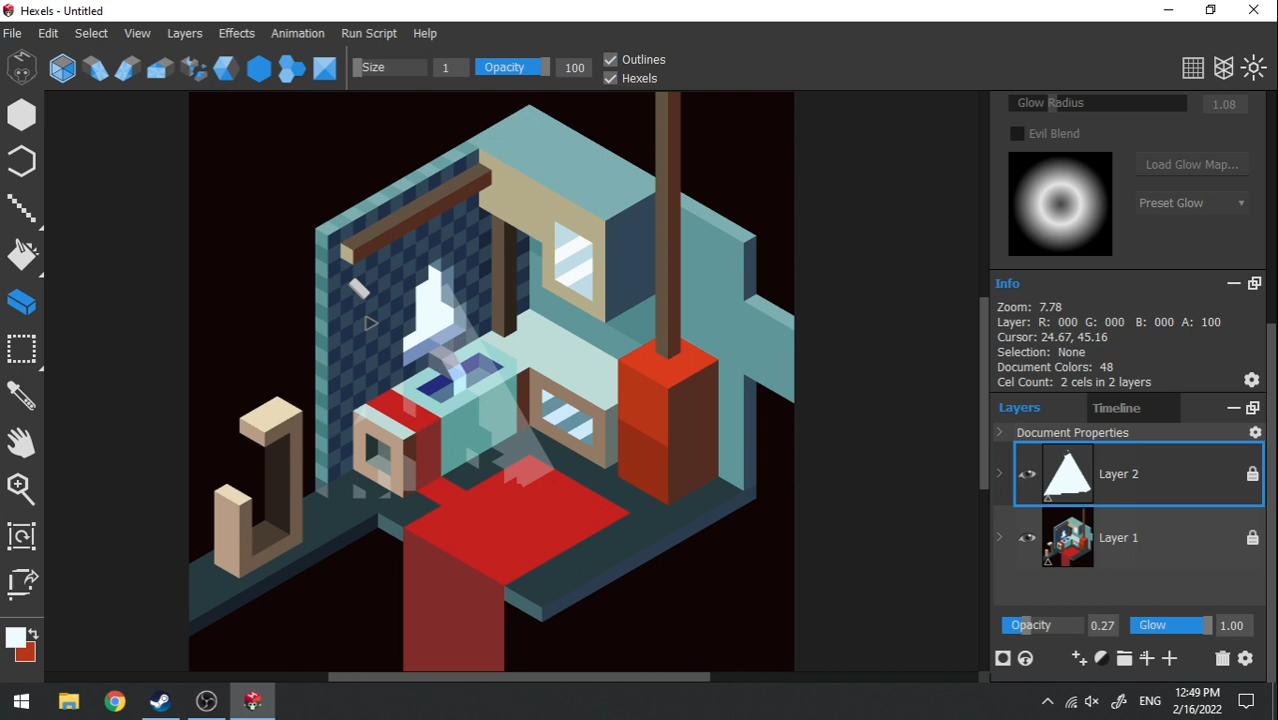 Hexels - Untitled
File Edit Select View Layers Effects Animation Run Script Help
Size 1 Opacity 100 Outlines
Hexels
Glow Radius 1.08
Evil Blend
Load Glow Map...
Preset Glow
Info
Zoom: 7.78
Layer: R: 000 G: 000 B: 000 A: 100
Cursor: 24.67, 45.16
Selection: None
Document Colors: 48
Cel Count: 2 cels in 2 layers
Layers Timeline
Document Properties
Layer 2
Layer 1
Opacity 0.27 Glow 1.00
ENG
12:49 PM
2/16/2022